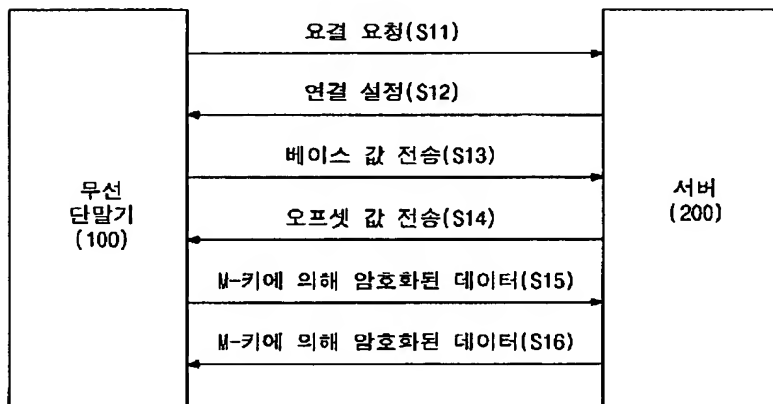 요결 요청(S11)
연결 설정(S12)
베이스 값 전송(S13)
무선
단말기
(100)
서버
(200)
오프셋 값 전송(S14)
M-키에 의해 암호화된 데이터(S15)
M-키에 의해 암호화된 데이터(S16)